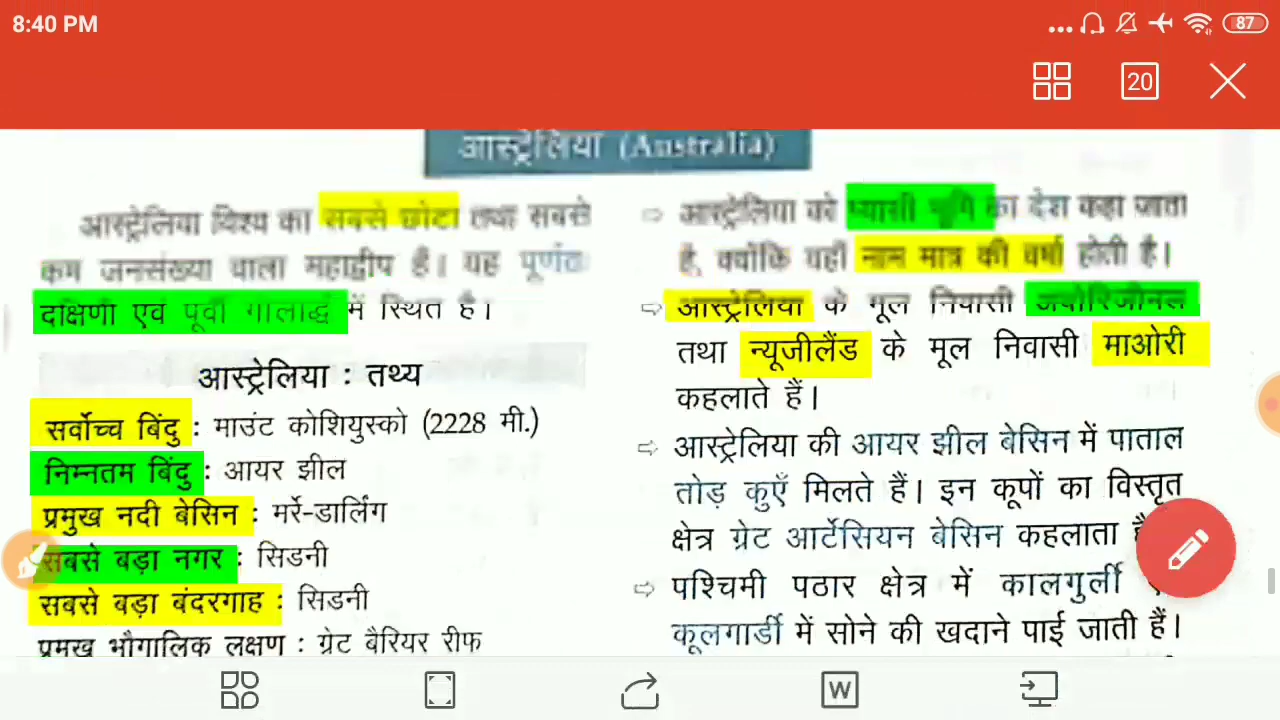 8:40 PM
87
20
आस्ट्रेलिया (Australia)
आस्ट्रेलिया विश्व का सबसे छोटा तथा सबसे
कम जनसंख्या वाला महाद्वीप है। यह पूर्णतः
दक्षिणी एवं पूर्वी गोलार्द्ध में स्थित है।
आस्ट्रेलिया : तथ्य
सर्वोच्च बिंदु : माउंट कोशियुस्को (2228 मी.)
निम्नतम बिंदु : आयर झील
प्रमुख नदी बेसिन : मर्रे-डार्लिंग
सबसे बड़ा नगर : सिडनी
सबसे बड़ा बंदरगाह : सिडनी
प्रमुख भौगोलिक लक्षण : ग्रेट बैरियर रीफ
⇨ आस्ट्रेलिया को प्यासी भूमि का देश कहा जाता
है, क्योंकि यहाँ नाम मात्र की वर्षा होती है।
⇨ आस्ट्रेलिया के मूल निवासी अबोरिजीनल
तथा न्यूजीलैंड के मूल निवासी माओरी
कहलाते हैं।
⇨ आस्ट्रेलिया की आयर झील बेसिन में पाताल
तोड़ कुएँ मिलते हैं। इन कूपों का विस्तृत
क्षेत्र ग्रेट आर्टेसियन बेसिन कहलाता
⇨ पश्चिमी पठार क्षेत्र में कालगुर्ली
कूलगार्डी में सोने की खदाने पाई जाती हैं।
W